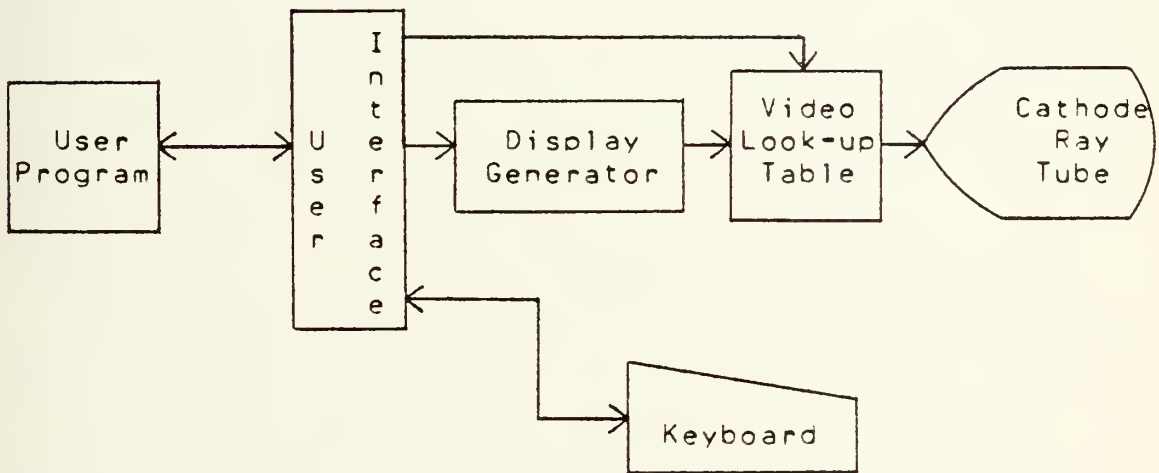 User
Program
User
Interface
Display
Generator
Video
Look-up
Table
Cathode
Ray
Tube
Keyboard